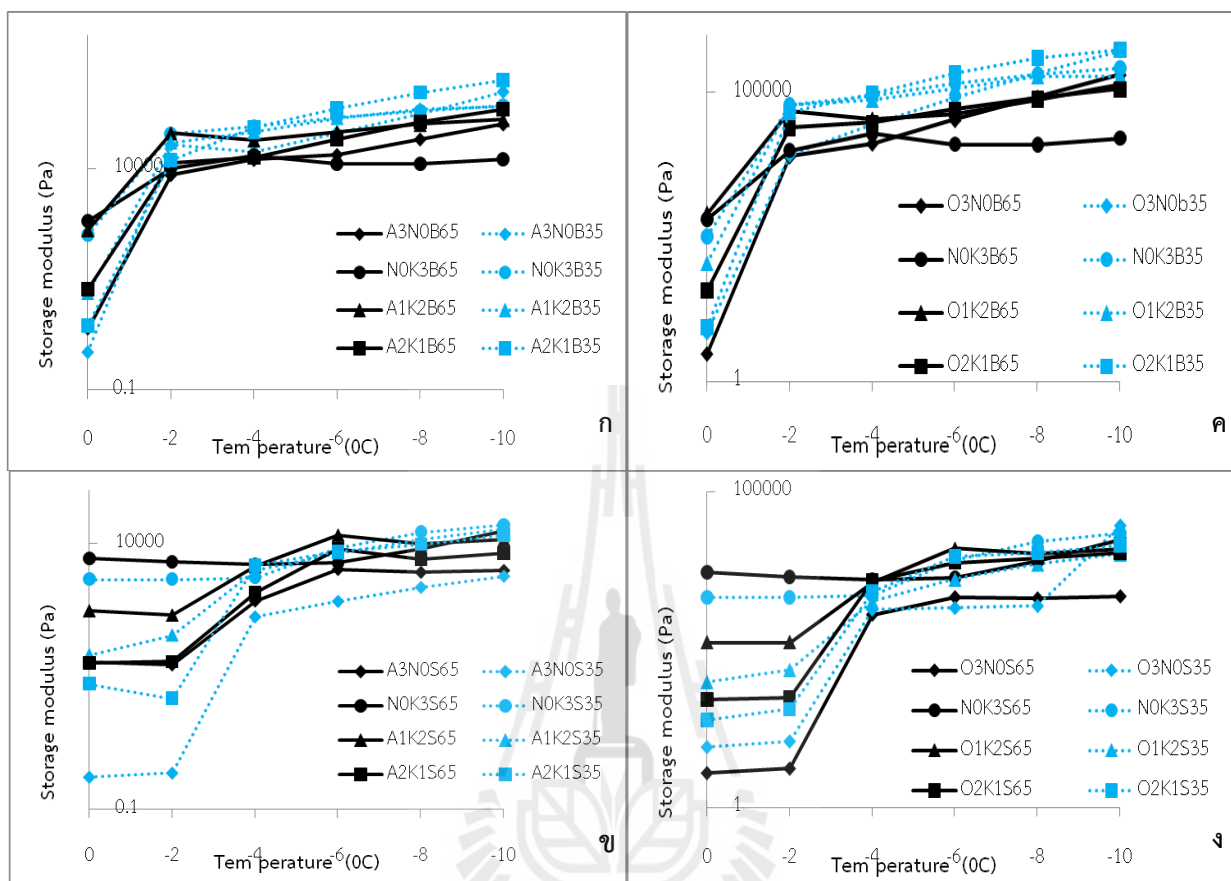 Storage modulus (Pa)
10000
0.1
0 -2 -4 -6 -8 -10
Tem perature (0C)
A3N0B65 A3N0B35
N0K3B65 N0K3B35
A1K2B65 A1K2B35
A2K1B65 A2K1B35
ก
Storage modulus (Pa)
100000
1
0 -2 -4 -6 -8 -10
Tem perature (0C)
O3N0B65 O3N0b35
N0K3B65 N0K3B35
O1K2B65 O1K2B35
O2K1B65 O2K1B35
ค
Storage modulus (Pa)
10000
0.1
0 -2 -4 -6 -8 -10
Tem perature (0C)
A3N0S65 A3N0S35
N0K3S65 N0K3S35
A1K2S65 A1K2S35
A2K1S65 A2K1S35
ข
Storage modulus (Pa)
100000
1
0 -2 -4 -6 -8 -10
Tem perature (0C)
O3N0S65 O3N0S35
N0K3S65 N0K3S35
O1K2S65 O1K2S35
O2K1S65 O2K1S35
ง